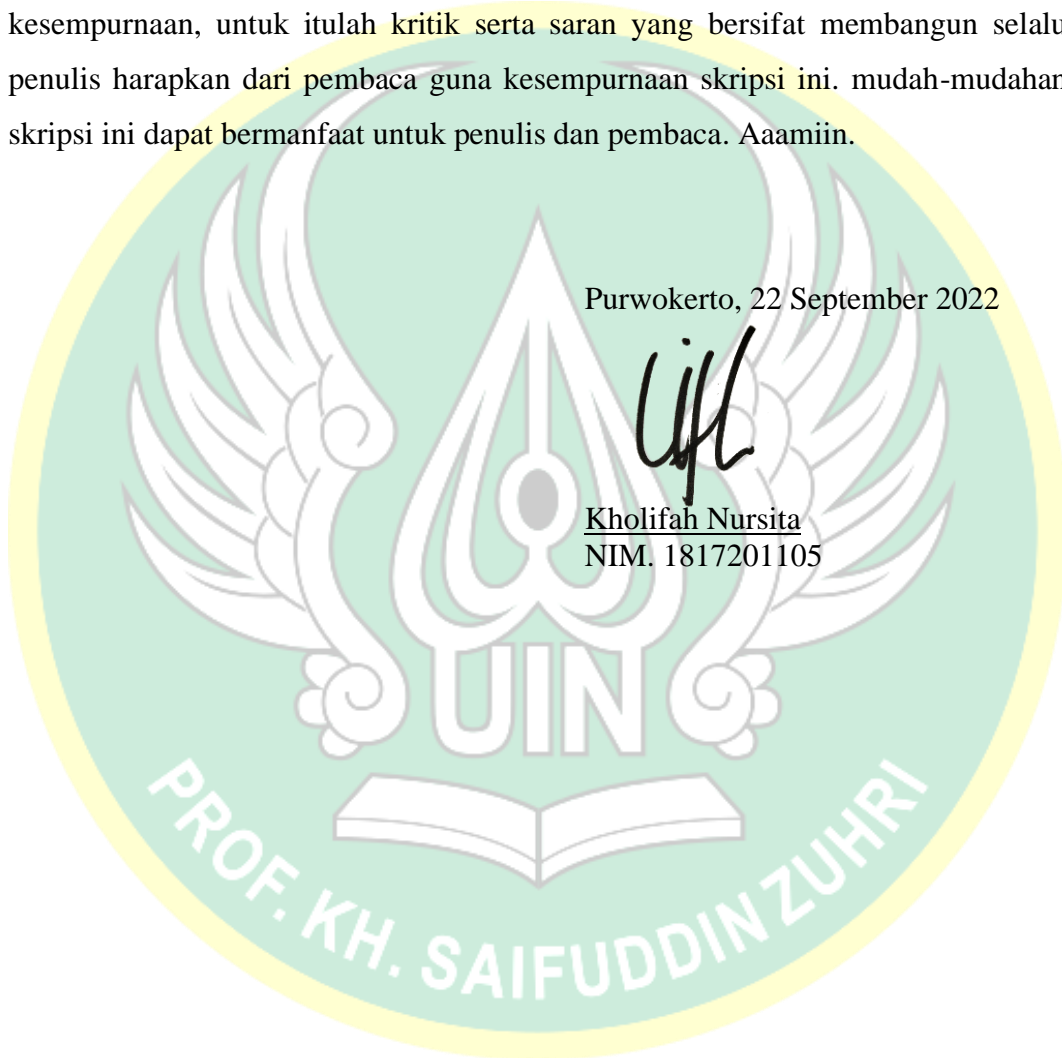 kesempurnaan, untuk itulah kritik serta saran yang bersifat membangun selalu
penulis harapkan dari pembaca guna kesempurnaan skripsi ini. mudah-mudahan
skripsi ini dapat bermanfaat untuk penulis dan pembaca. Aaamiin.
Purwokerto, 22 September 2022
Kholifah Nursita
NIM. 1817201105
UIN
PROF. KH. SAIFUDDIN ZUHRI